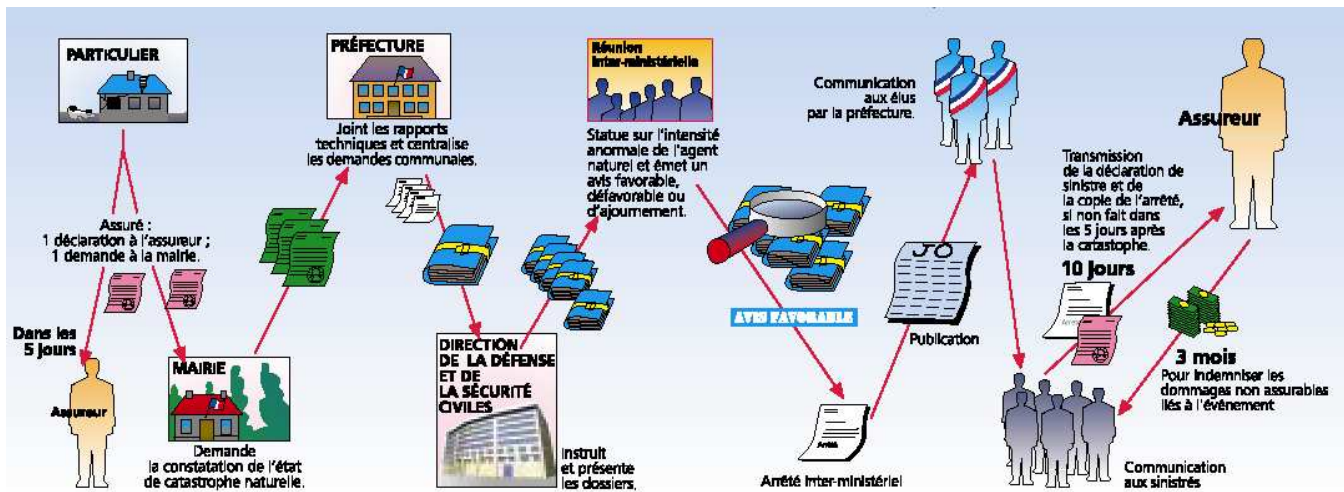 PARTICULIER
Assuré :
1 déclaration à l'assureur ;
1 demande à la mairie.
Dans les
5 jours
Assureur
MAIRIE
Demande
la constatation de l'état
de catastrophe naturelle.
PRÉFECTURE
Joint les rapports
techniques et centralise
les demandes communales.
DIRECTION
DE LA DÉFENSE
ET DE
LA SÉCURITÉ
CIVILES
Instruit
et présente
les dossiers.
Réunion
inter-ministérielle
Statue sur l'intensité
anormale de l'agent
naturel et émet un
avis favorable,
défavorable ou
d'ajournement.
AVIS FAVORABLE
Arrêté
Arrêté inter-ministériel
JO
Publication
Communication
aux élus
par la préfecture.
Transmission
de la déclaration de
sinistre et de
la copie de l'arrêté,
si non fait dans
les 5 jours après
la catastrophe.
10 jours
Arrêté
Assureur
3 mois
Pour indemniser les
dommages non assurables
liés à l'événement
Communication
aux sinistrés